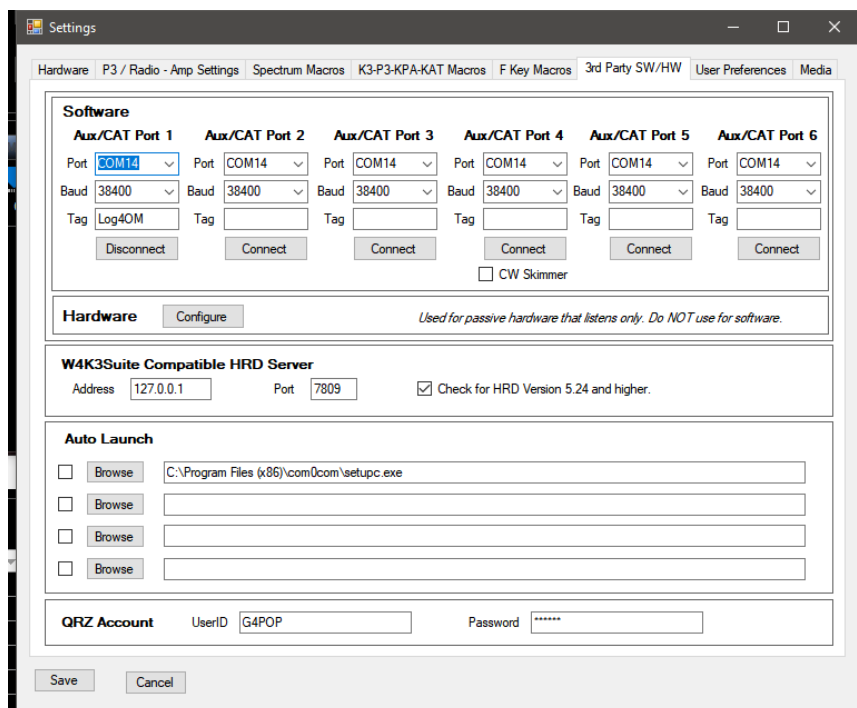 Settings
Hardware P3 / Radio - Amp Settings Spectrum Macros K3-P3-KPA-KAT Macros F Key Macros 3rd Party SW/HW User Preferences Media
Software
Aux/CAT Port 1 Aux/CAT Port 2 Aux/CAT Port 3 Aux/CAT Port 4 Aux/CAT Port 5 Aux/CAT Port 6
Port COM14 Port COM14 Port COM14 Port COM14 Port COM14 Port COM14
Baud 38400 Baud 38400 Baud 38400 Baud 38400 Baud 38400 Baud 38400
Tag Log4OM Tag Tag Tag Tag Tag
Disconnect Connect Connect Connect Connect Connect
CW Skimmer
Hardware Configure Used for passive hardware that listens only. Do NOT use for software.
W4K3Suite Compatible HRD Server
Address 127.0.0.1 Port 7809 Check for HRD Version 5.24 and higher.
Auto Launch
Browse C:\Program Files (x86)\com0com\setupc.exe
Browse
Browse
Browse
QRZ Account UserID G4POP Password ******
Save Cancel